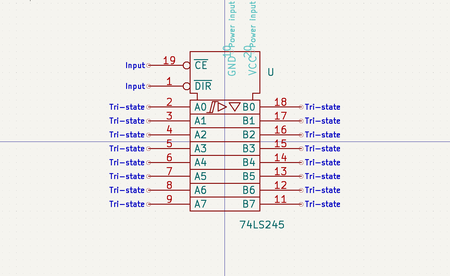 Power input
Power input
10
20
GND
VCC
Input 19 CE
U
Input 1 DIR
Tri-state 2 A0 B0 18 Tri-state
Tri-state 3 A1 B1 17 Tri-state
Tri-state 4 A2 B2 16 Tri-state
Tri-state 5 A3 B3 15 Tri-state
Tri-state 6 A4 B4 14 Tri-state
Tri-state 7 A5 B5 13 Tri-state
Tri-state 8 A6 B6 12 Tri-state
Tri-state 9 A7 B7 11 Tri-state
74LS245